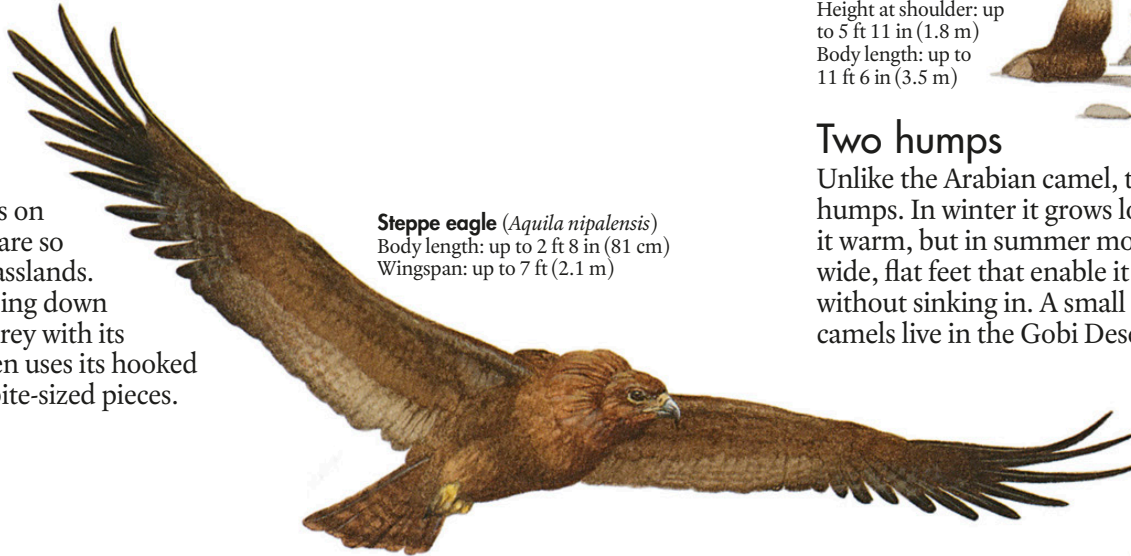 s on
are so
asslands.
ing down
rey with its
en uses its hooked
bite-sized pieces.
Steppe eagle (Aquila nipalensis)
Body length: up to 2 ft 8 in (81 cm)
Wingspan: up to 7 ft (2.1 m)
Height at shoulder: up
to 5 ft 11 in (1.8 m)
Body length: up to
11 ft 6 in (3.5 m)
Two humps
Unlike the Arabian camel, t
humps. In winter it grows lo
it warm, but in summer mo
wide, flat feet that enable it
without sinking in. A small
camels live in the Gobi Dese